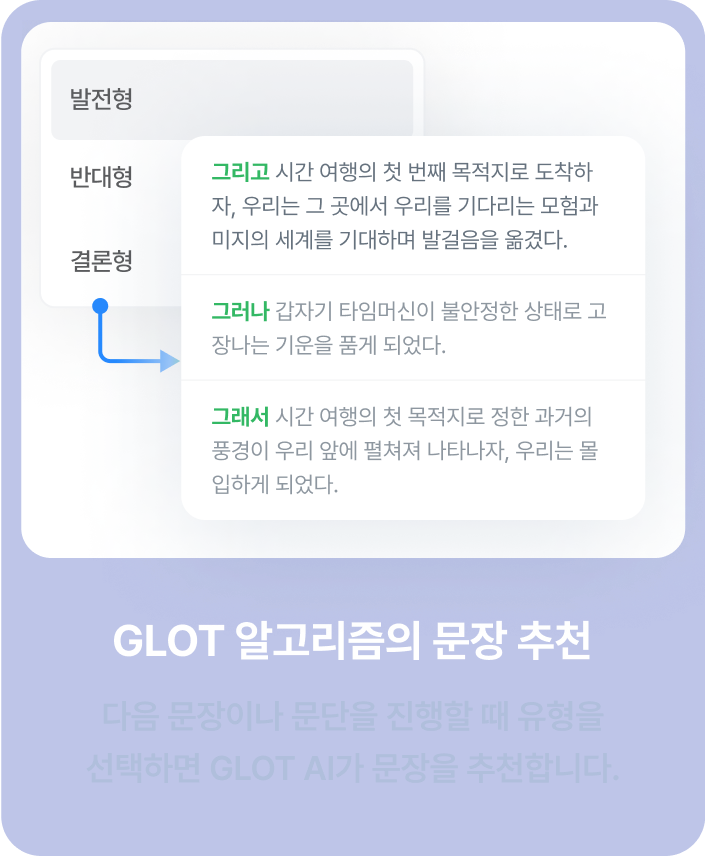 발전형
반대형
결론형
그리고 시간 여행의 첫 번째 목적지로 도착하
자, 우리는 그 곳에서 우리를 기다리는 모험과
미지의 세계를 기대하며 발걸음을 옮겼다.
그러나 갑자기 타임머신이 불안정한 상태로 고
장나는 기운을 품게 되었다.
그래서 시간 여행의 첫 목적지로 정한 과거의
풍경이 우리 앞에 펼쳐져 나타나자, 우리는 몰
입하게 되었다.
GLOT 알고리즘의 문장 추천
다음 문장이나 문단을 진행할 때 유형을
선택하면 GLOT AI가 문장을 추천합니다.